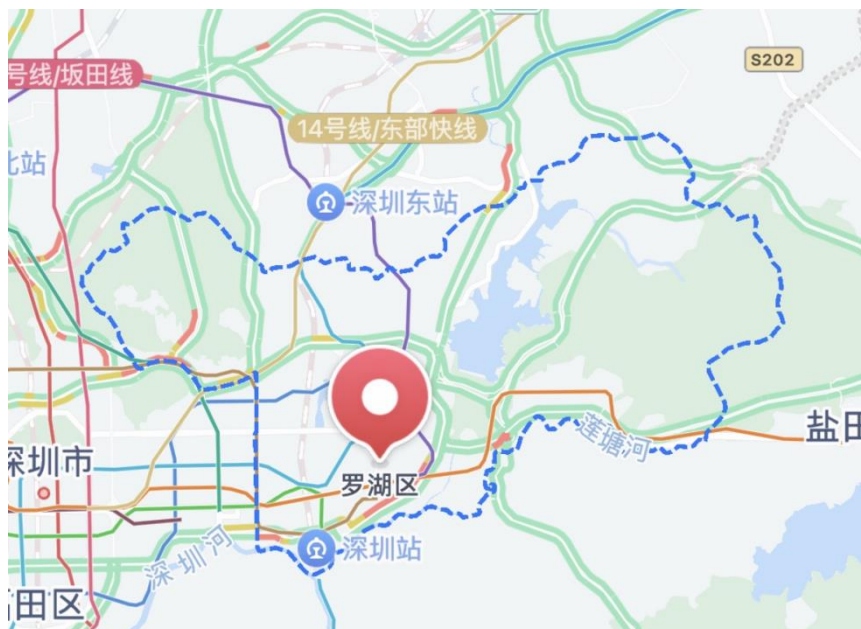 S202
号线/坂田线
14号线/东部快线
北站
深圳东站
莲塘河
盐田
深圳市
罗湖区
深圳河
深圳站
田区